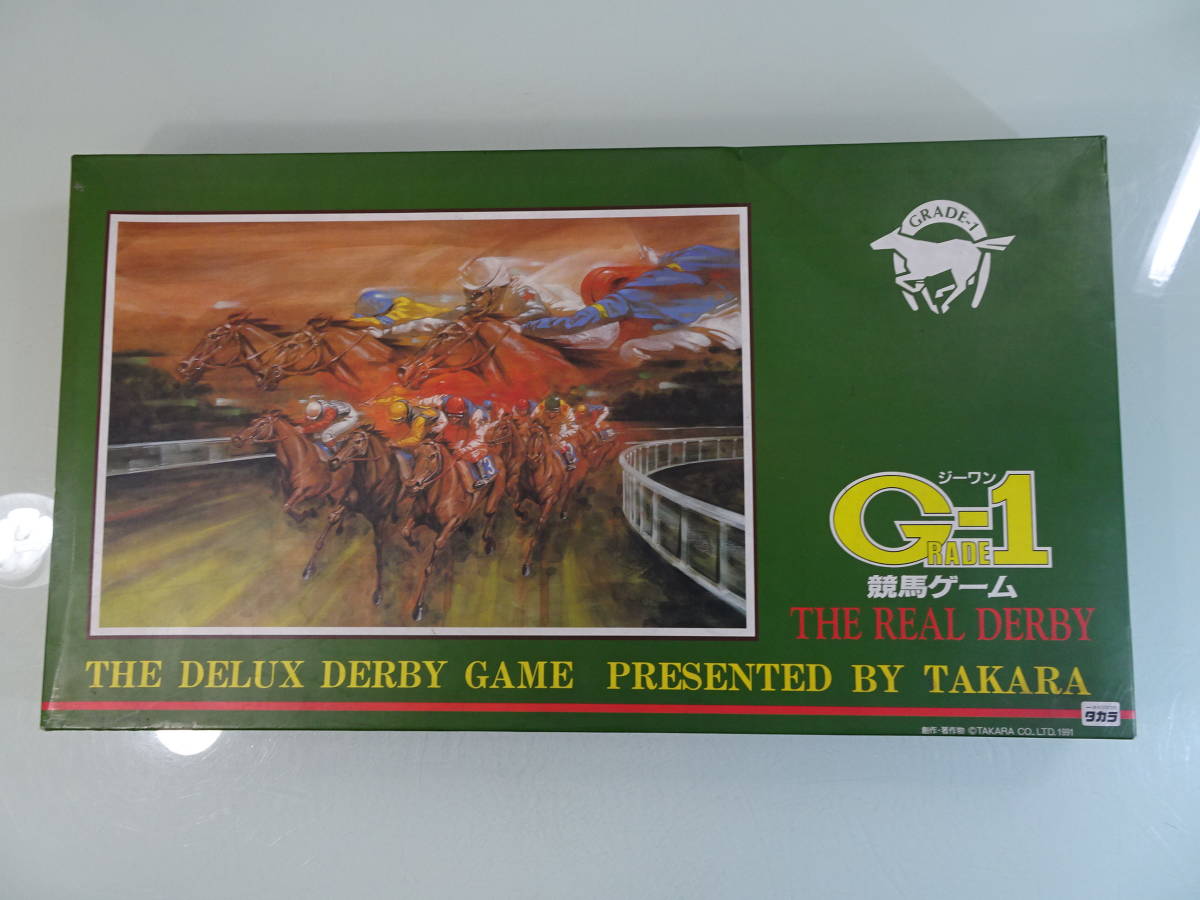 GRADE-1
ジーワン
GRADE-1
競馬ゲーム
THE REAL DERBY
THE DELUX DERBY GAME PRESENTED BY TAKARA
タカラ
創作・著作物 ©TAKARA CO., LTD. 1991
3